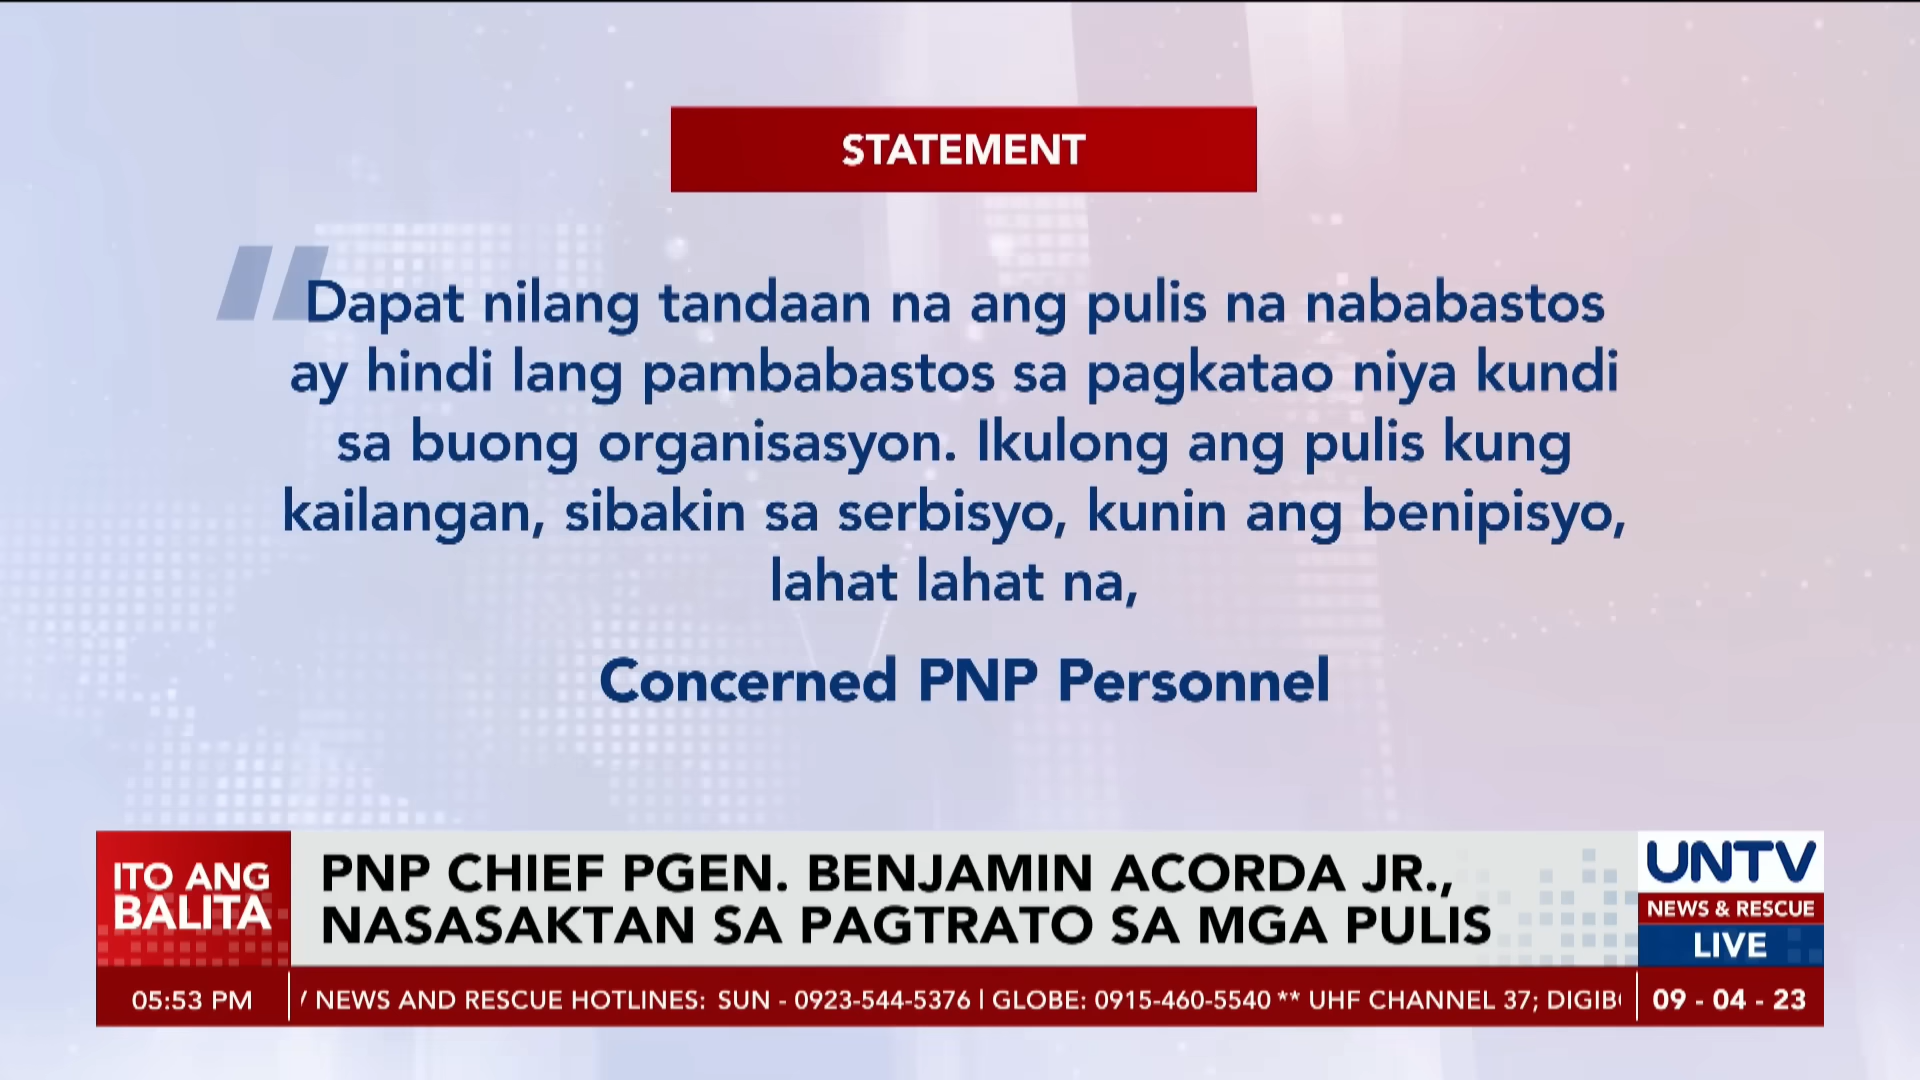 STATEMENT
Dapat nilang tandaan na ang pulis na nababastos
ay hindi lang pambabastos sa pagkatao niya kundi
sa buong organisasyon. Ikulong ang pulis kung
kailangan, sibakin sa serbisyo, kunin ang benipisyo,
lahat lahat na,
Concerned PNP Personnel
ITO ANG
BALITA
PNP CHIEF PGEN. BENJAMIN ACORDA JR.,
NASASAKTAN SA PAGTRATO SA MGA PULIS
UNTV
NEWS & RESCUE
LIVE
05:53 PM
NEWS AND RESCUE HOTLINES: SUN - 0923-544-5376 | GLOBE: 0915-460-5540 ** UHF CHANNEL 37;
09 - 04 - 23